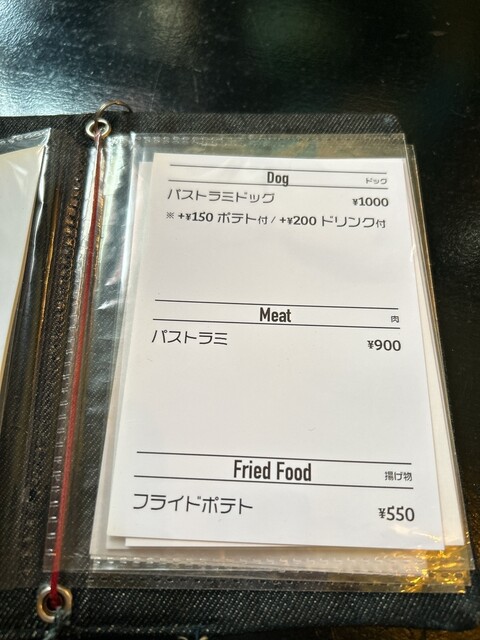 Dog ドッグ
パストラミドッグ ¥1000
※ +¥150 ポテト付 / +¥200 ドリンク付
Meat 肉
パストラミ ¥900
Fried Food 揚げ物
フライドポテト ¥550